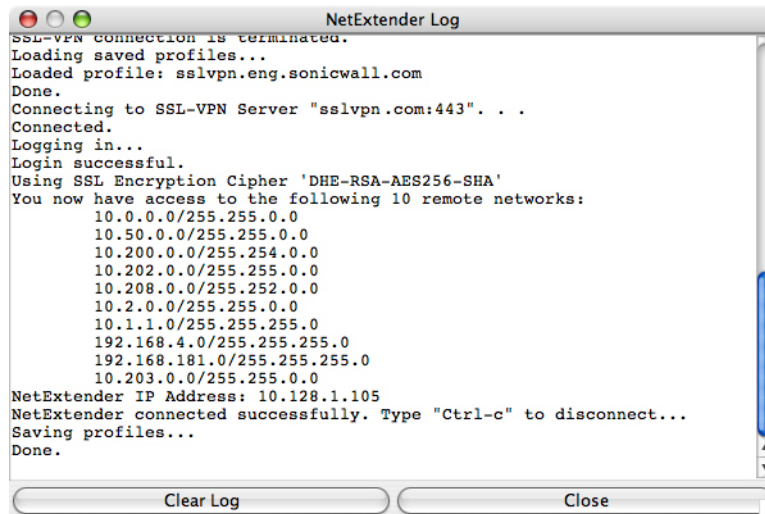 NetExtender Log
SSL-VPN connection is terminated.
Loading saved profiles...
Loaded profile: sslvpn.eng.sonicwall.com
Done.
Connecting to SSL-VPN Server "sslvpn.com:443". . .
Connected.
Logging in...
Login successful.
Using SSL Encryption Cipher 'DHE-RSA-AES256-SHA'
You now have access to the following 10 remote networks:
10.0.0.0/255.255.0.0
10.50.0.0/255.255.0.0
10.200.0.0/255.254.0.0
10.202.0.0/255.255.0.0
10.208.0.0/255.252.0.0
10.2.0.0/255.255.0.0
10.1.1.0/255.255.255.0
192.168.4.0/255.255.255.0
192.168.181.0/255.255.255.0
10.203.0.0/255.255.0.0
NetExtender IP Address: 10.128.1.105
NetExtender connected successfully. Type "Ctrl-c" to disconnect...
Saving profiles...
Done.
Clear Log
Close